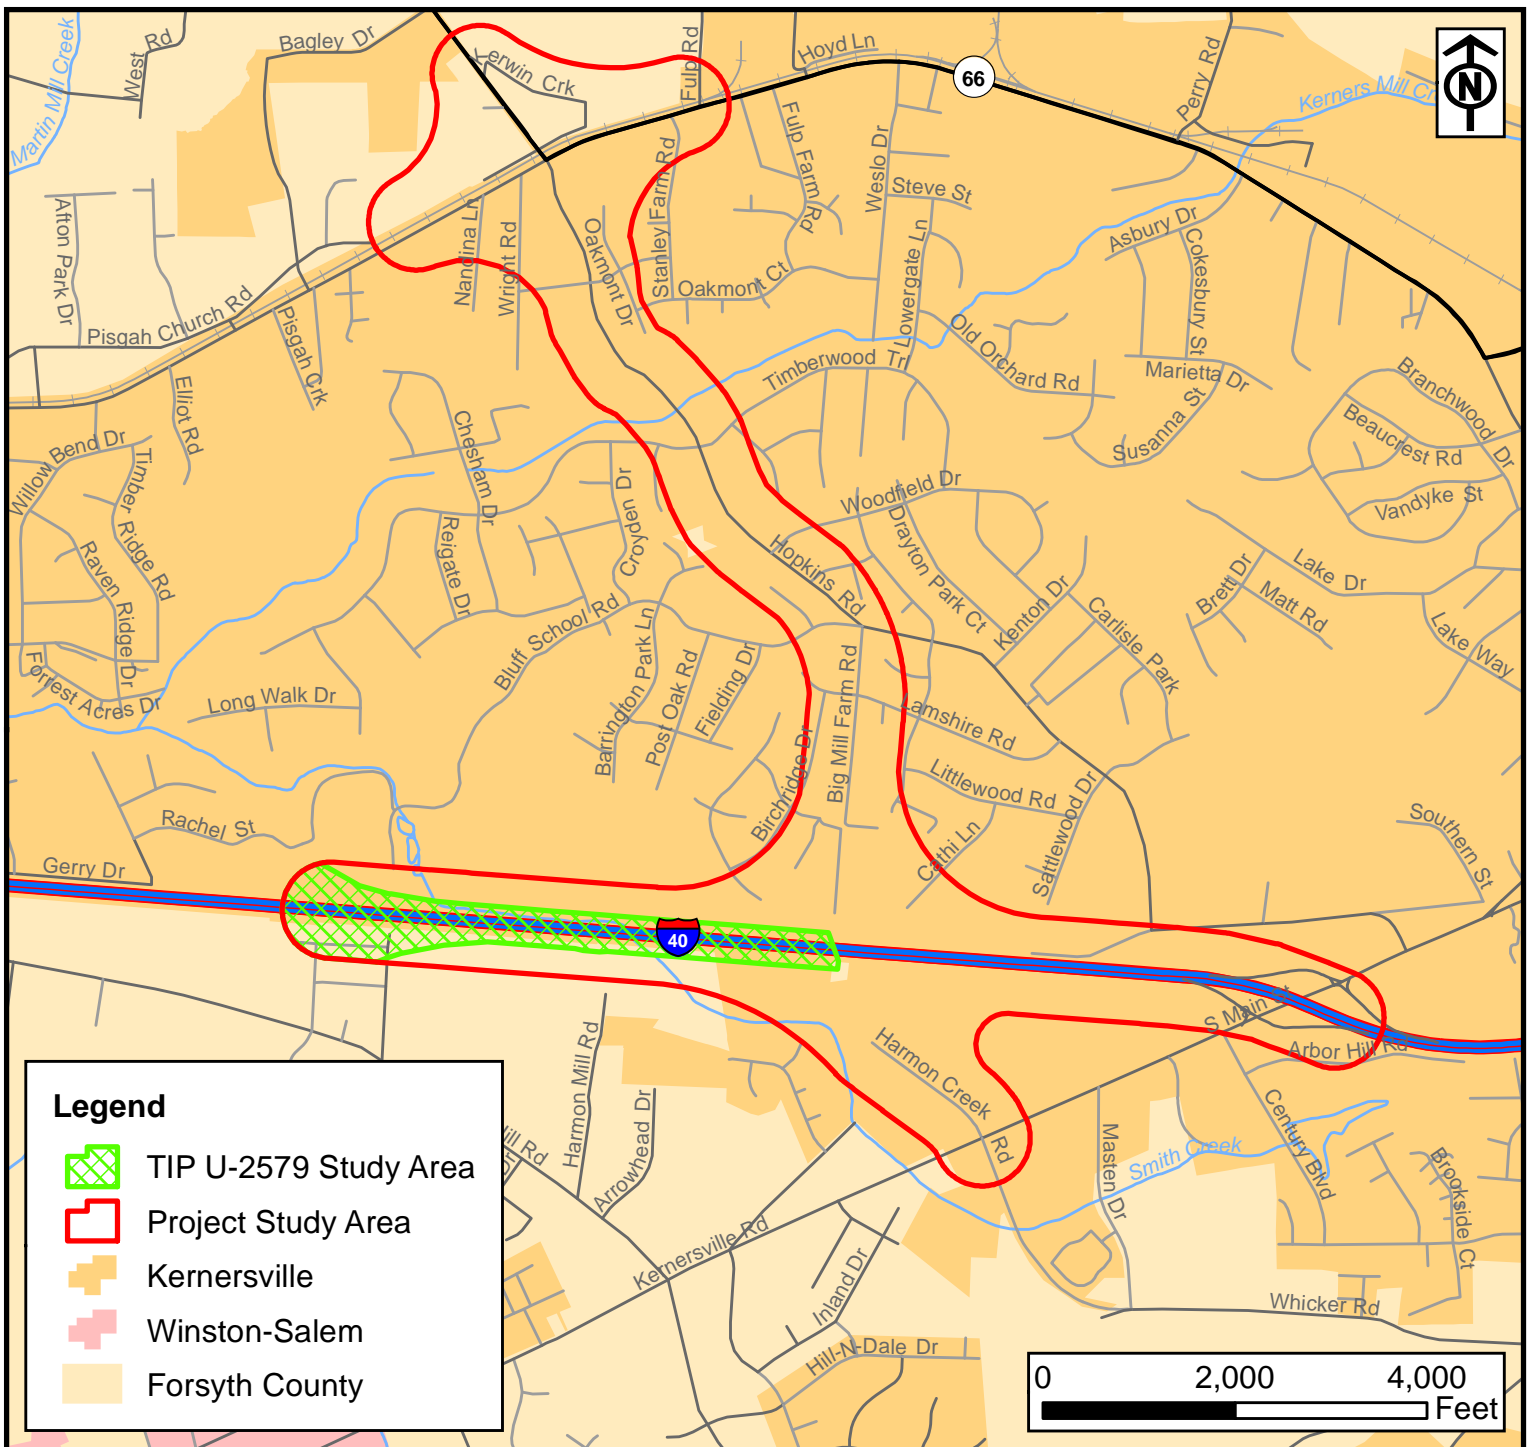 West Rd
Bagley Dr
Martin Mill Creek
Kerwin Crk
Fulp Rd
Hoyd Ln
66
Perry Rd
Kerners Mill Cr
N
Afton Park Dr
Nandina Ln
Wright Rd
Oakmont Dr
Stanley Farm Rd
Fulp Farm Rd
Weslo Dr
Steve St
Oakmont Ct
Lowergate Ln
Asbury Dr
Cokesbury St
Pisgah Church Rd
Pisgah Crk
Elliot Rd
Timberwood Trl
Old Orchard Rd
Marietta Dr
Susanna St
Branchwood Dr
Beaucrest Rd
Vandyke St
Willow Bend Dr
Timber Ridge Rd
Raven Ridge Dr
Chesham Dr
Reigate Dr
Croyden Dr
Woodfield Dr
Drayton Park Ct
Hopkins Rd
Kenton Dr
Carlisle Park
Brett Dr
Lake Dr
Matt Rd
Lake Way
Forrest Acres Dr
Long Walk Dr
Bluff School Rd
Barrington Park Ln
Post Oak Rd
Fielding Dr
Birchridge Dr
Big Mill Farm Rd
Lamshire Rd
Littlewood Rd
Cathi Ln
Sattlewood Dr
Southern St
Rachel St
Gerry Dr
40
S Main St
Arbor Hill Rd
Harmon Creek Rd
Harmon Mill Rd
Arrowhead Dr
ill Rd
Dr
Kernersville Rd
Inland Dr
Hill-N-Dale Dr
Masten Dr
Smith Creek
Century Blvd
Brookside Ct
Whicker Rd
Legend
TIP U-2579 Study Area
Project Study Area
Kernersville
Winston-Salem
Forsyth County
0 2,000 4,000
Feet